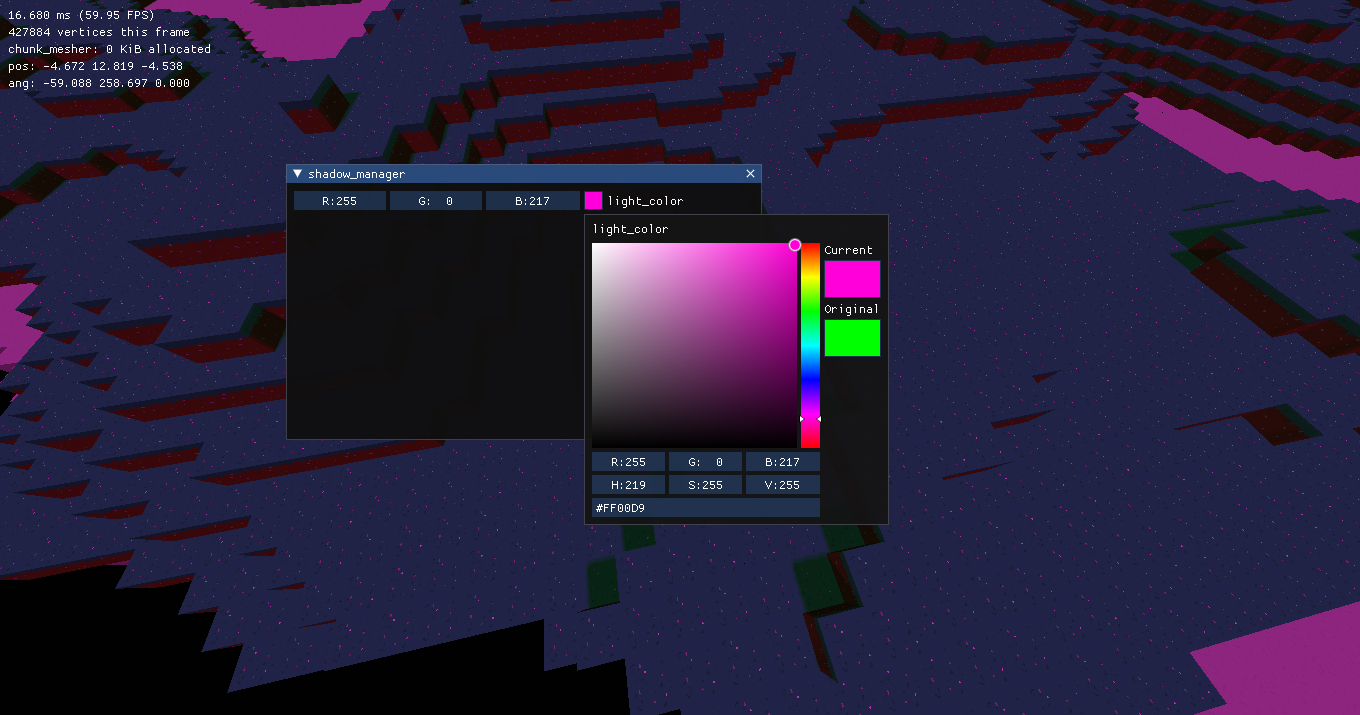 16.680 ms (59.95 FPS)
427884 vertices this frame
chunk_mesher: 0 KiB allocated
pos: -4.672 12.819 -4.538
ang: -59.088 258.697 0.000
shadow_manager
R:255 G: 0 B:217 light_color
light_color
Current
Original
R:255 G: 0 B:217
H:219 S:255 V:255
#FF00D9